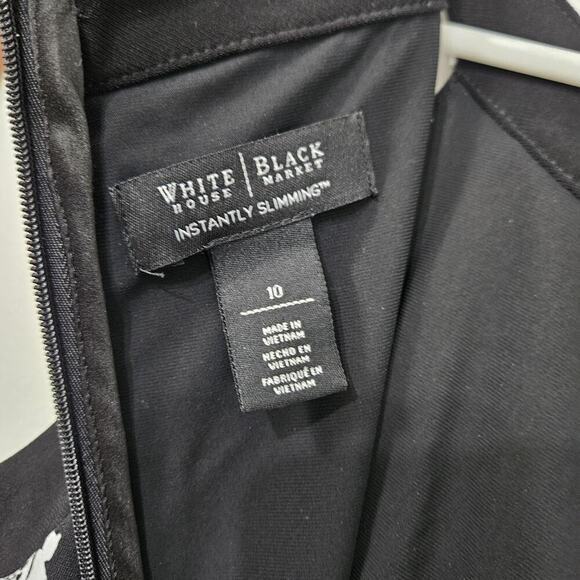 WHITE | BLACK
HOUSE | MARKET
INSTANTLY SLIMMING™
10
MADE IN
VIETNAM
HECHO EN
VIETNAM
FABRIQUÉ EN
VIETNAM